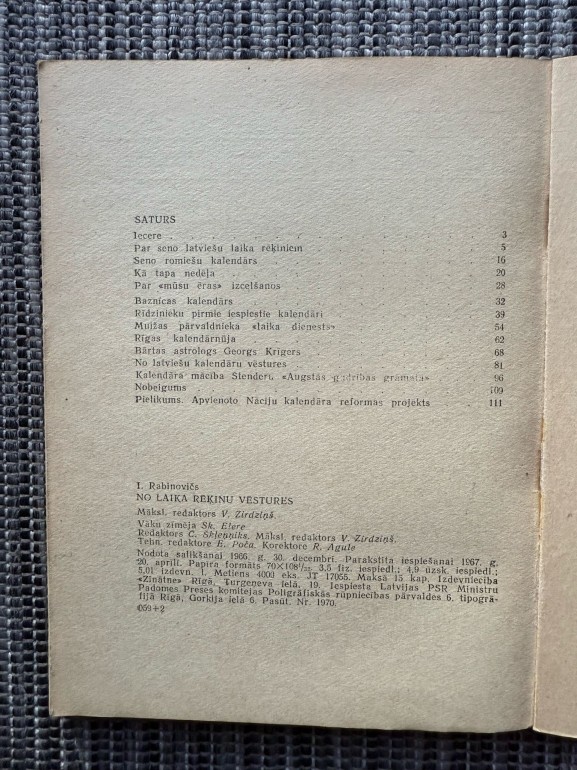 SATURS
Iecere . . . . . . . . 3
Par seno latviešu laika rēķiniem . . . . . 5
Seno romiešu kalendārs . . . . . . 16
Kā tapa nedēļa . . . . . . . 20
Par «mūsu ēras» izcelšanos . . . . . . 28
Baznīcas kalendārs . . . . . . . 32
Rīdzinieku pirmie iespiestie kalendāri . . . . 39
Muižas pārvaldnieka «laika dienests» . . . . 54
Rīgas kalendārnūja . . . . . . . 62
Bārtas astrologs Georgs Krīgers . . . . . 68
No latviešu kalendāru vēstures . . . . . 81
Kalendāra mācība Stenderu «Augstās gudrības grāmatā» . 96
Nobeigums . . . . . . . . 109
Pielikums. Apvienoto Nāciju kalendāra reformas projekts . . 111
I. Rabinovičs
NO LAIKA RĒĶINU VĒSTURES
Māksl. redaktors V. Zirdziņš.
Vāku zīmēja Sk. Elere
Redaktors C. Škļenņiks. Māksl. redaktors V. Zirdziņš.
Tehn. redaktore E. Poča. Korektore R. Agule
Nodota salikšanai 1966. g. 30. decembrī. Parakstīta iespiešanai 1967. g.
20. aprīlī. Papīra formāts 70×108¹/₃₂. 3,5 fiz. iespiedl.; 4,9 uzsk. iespiedl.;
5,01 izdevn. l. Metiens 4000 eks. JT 17055. Maksā 15 kap. Izdevniecība
«Zinātne» Rīgā, Turgeņeva ielā, 19. Iespiesta Latvijas PSR Ministru
Padomes Preses komitejas Poligrāfiskās rūpniecības pārvaldes 6. tipogrā-
fijā Rīgā, Gorkija ielā 6. Pasūt. Nr. 1970.
059+2